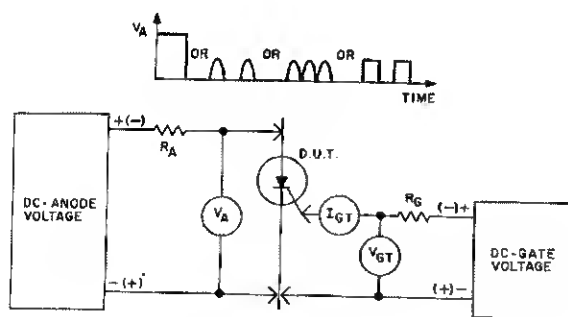 VA
OR OR OR
TIME
+(-)
RA
D.U.T.
DC-ANODE
VOLTAGE
VA
IGT
RG
(-)+
VGT
DC-GATE
VOLTAGE
-(+)
(+)-